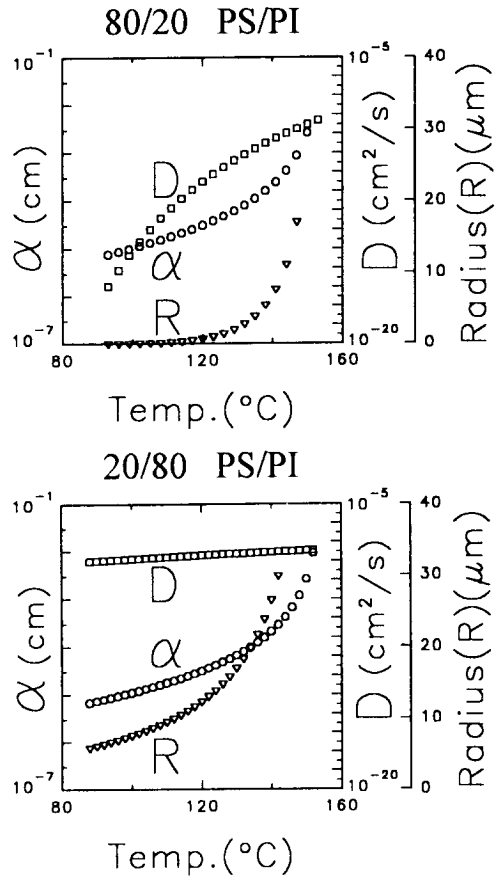 80/20 PS/PI
10⁻¹ 10⁻⁵ 40
30
20
10
10⁻⁷ 10⁻²⁰ 0
α (cm)
D
α
R
D (cm²/s)
Radius(R)(μm)
80 120 160
Temp.(°C)
20/80 PS/PI
10⁻¹ 10⁻⁵ 40
30
20
10
10⁻⁷ 10⁻²⁰ 0
α (cm)
D
α
R
D (cm²/s)
Radius(R)(μm)
80 120 160
Temp.(°C)